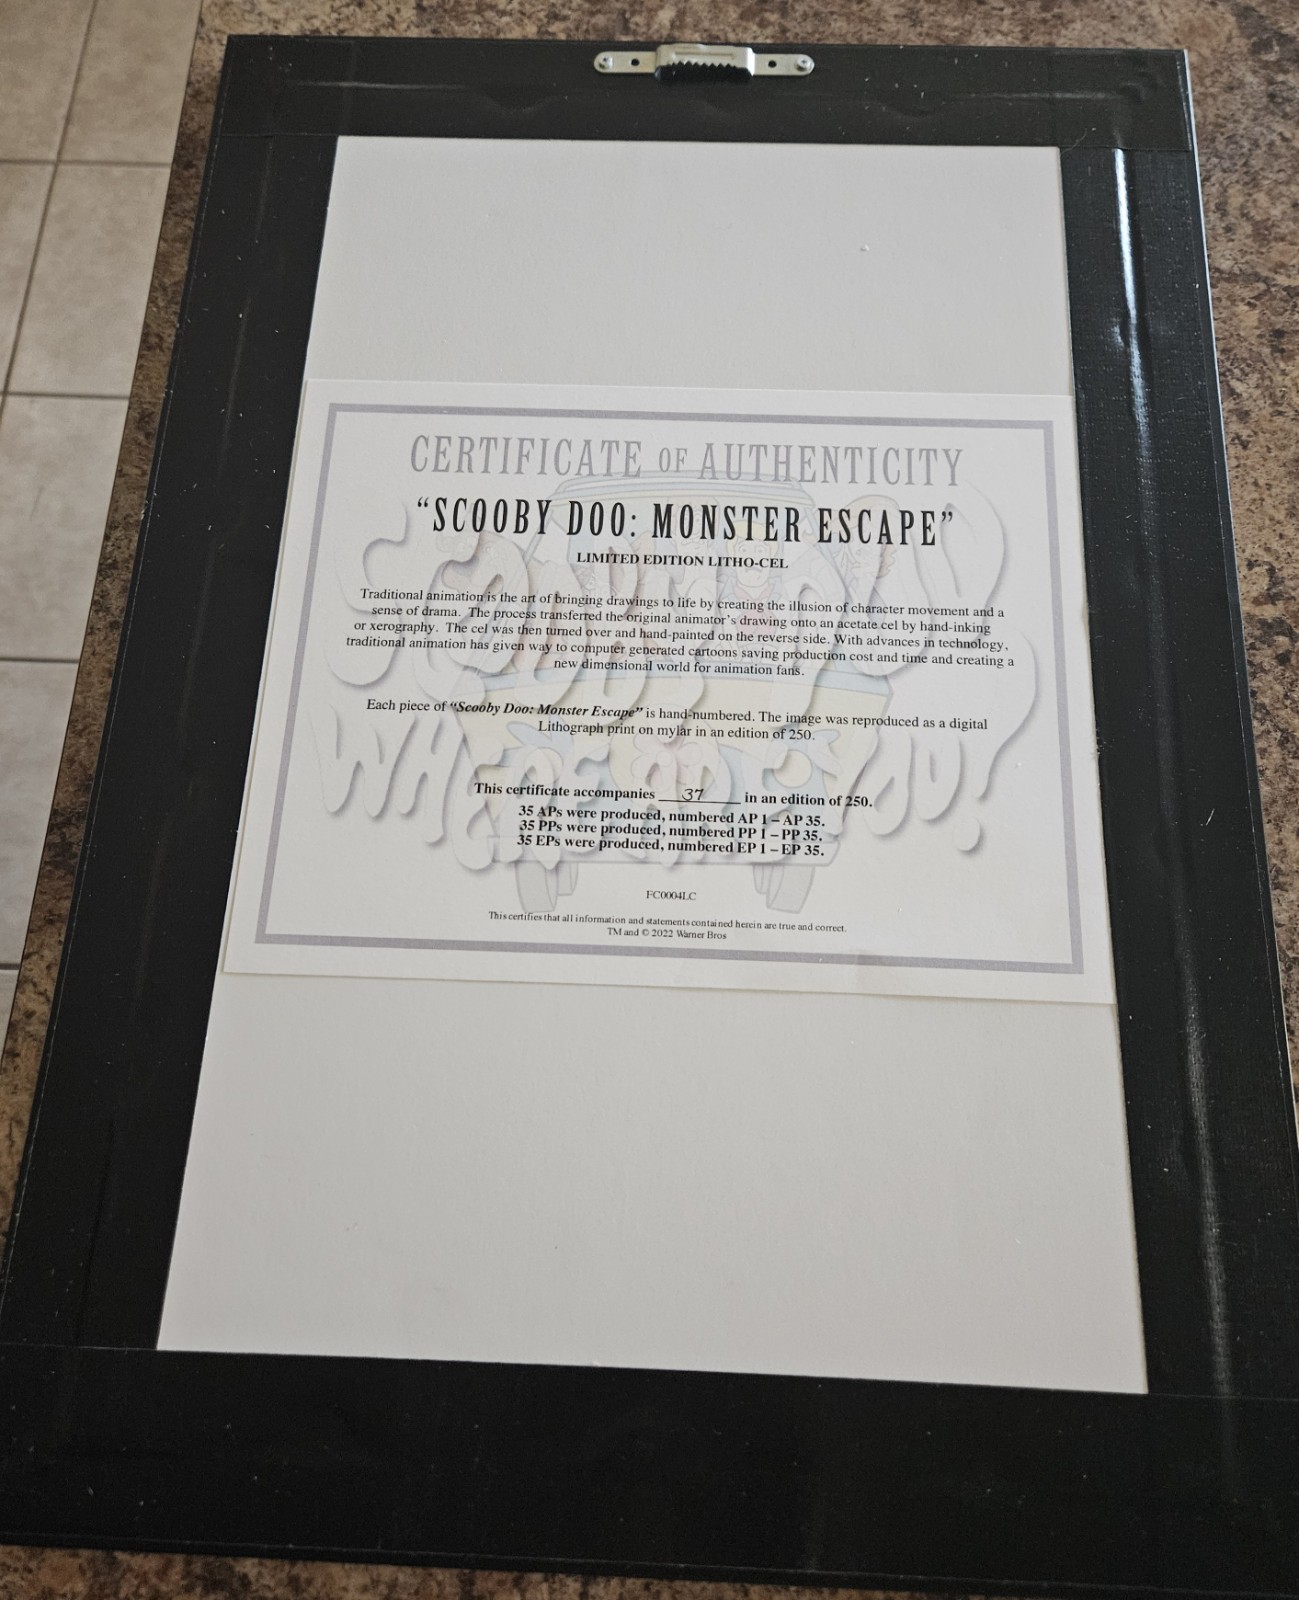 CERTIFICATE OF AUTHENTICITY
“SCOOBY DOO: MONSTER ESCAPE”
LIMITED EDITION LITHO-CEL
Traditional animation is the art of bringing drawings to life by creating the illusion of character movement and a
sense of drama. The process transferred the original animator's drawing onto an acetate cel by hand-inking
or xerography. The cel was then turned over and hand-painted on the reverse side. With advances in technology,
traditional animation has given way to computer generated cartoons saving production cost and time and creating a
new dimensional world for animation fans.
Each piece of “Scooby Doo: Monster Escape” is hand-numbered. The image was reproduced as a digital
Lithograph print on mylar in an edition of 250.
This certificate accompanies 37 in an edition of 250.
35 APs were produced, numbered AP 1 – AP 35.
35 PPs were produced, numbered PP 1 – PP 35.
35 EPs were produced, numbered EP 1 – EP 35.
FC0004LC
This certifies that all information and statements contained herein are true and correct.
TM and © 2022 Warner Bros
SCOOBY DOO
WHERE ARE YOU!